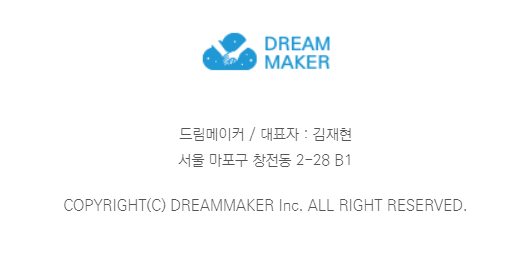 DREAM
MAKER
드림메이커 / 대표자 : 김재현
서울 마포구 창전동 2-28 B1
COPYRIGHT(C) DREAMMAKER Inc. ALL RIGHT RESERVED.